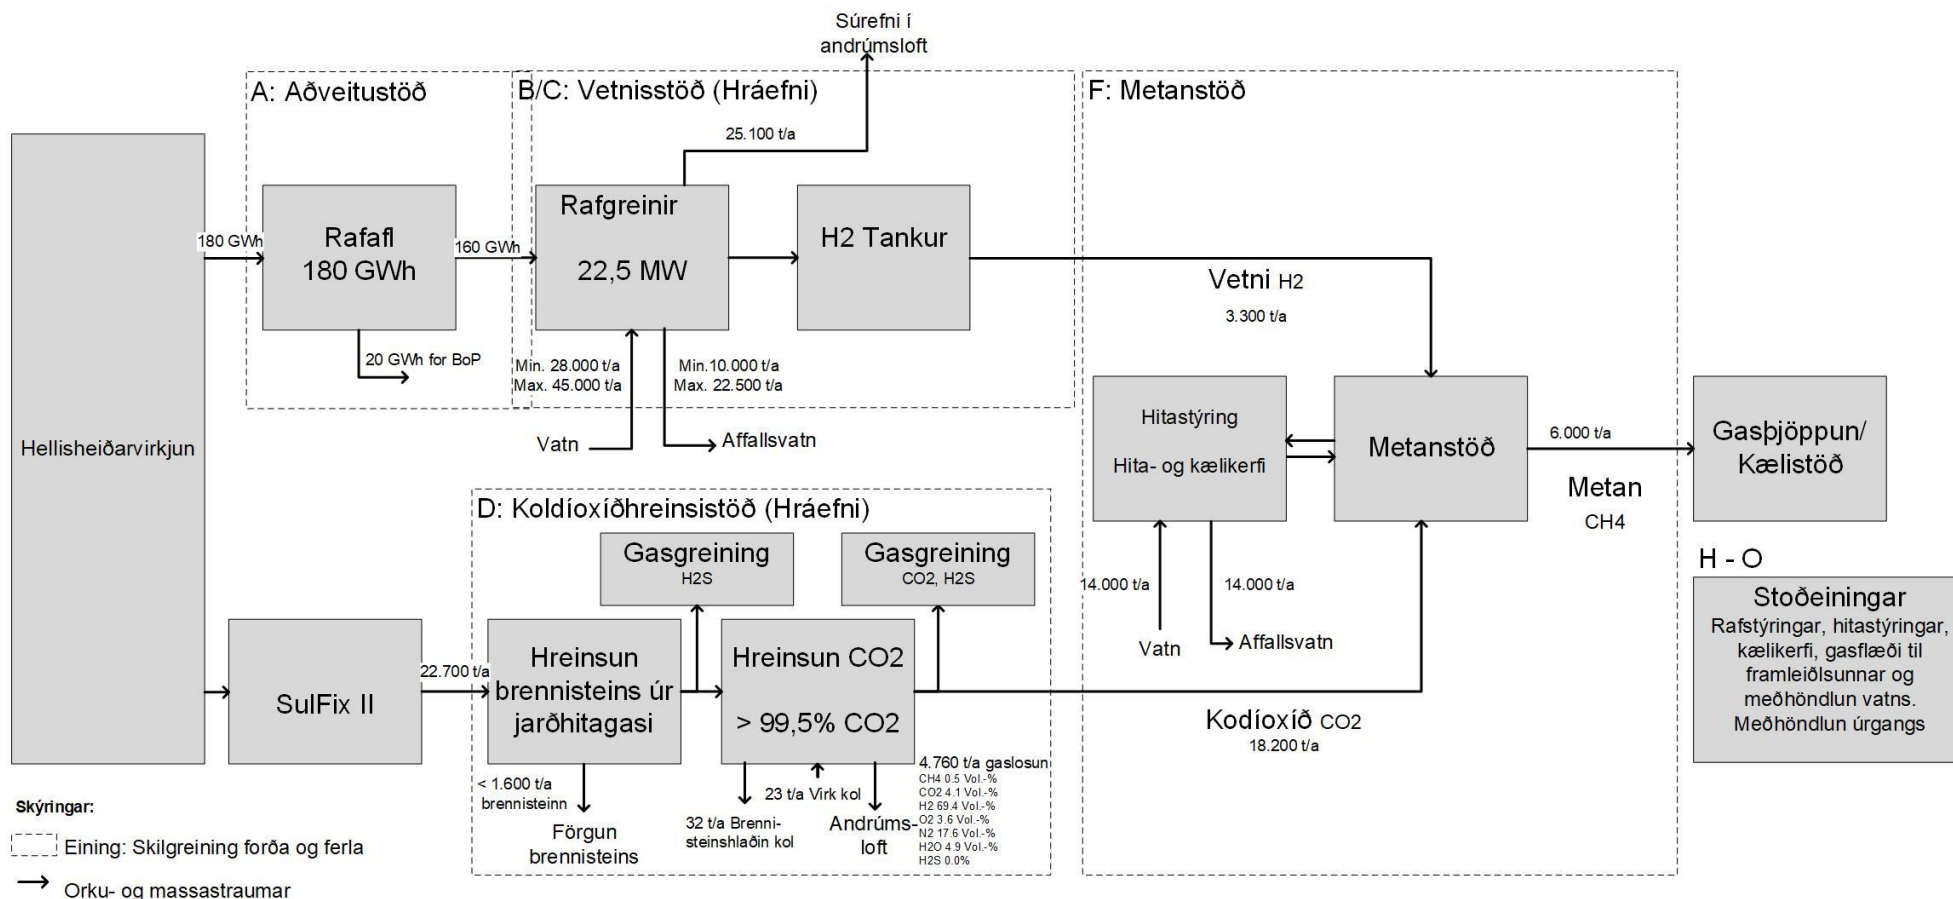 Súrefni í
andrúmsloft
A: Aðveitustöð
B/C: Vetnisstöð (Hráefni)
F: Metanstöð
25.100 t/a
Rafafl
180 GWh
Rafgreinir
22,5 MW
H2 Tankur
180 GWh
160 GWh
Vetni H2
3.300 t/a
20 GWh for BoP
Min. 28.000 t/a
Max. 45.000 t/a
Min.10.000 t/a
Max. 22.500 t/a
Vatn
Affallsvatn
Hellisheiðarvirkjun
Hitastýring
Hita- og kælikerfi
Metanstöð
6.000 t/a
Metan
CH4
Gasþjöppun/
Kælistöð
D: Koldíoxíðhreinsistöð (Hráefni)
Gasgreining
H2S
Gasgreining
CO2, H2S
14.000 t/a
14.000 t/a
Vatn
Affallsvatn
H - O
Stoðeiningar
Rafstýringar, hitastýringar,
kælikerfi, gasflæði til
framleiðlsunnar og
meðhöndlun vatns.
Meðhöndlun úrgangs
SulFix II
22.700 t/a
Hreinsun
brennisteins úr
jarðhitagasi
Hreinsun CO2
> 99,5% CO2
Kodíoxíð CO2
18.200 t/a
< 1.600 t/a
brennisteinn
Förgun
brennisteins
32 t/a Brenni-
steinshlaðin kol
23 t/a Virk kol
Andrúms-
loft
4.760 t/a gaslosun
CH4 0.5 Vol.-%
CO2 4.1 Vol.-%
H2 69.4 Vol.-%
O2 3.6 Vol.-%
N2 17.6 Vol.-%
H2O 4.9 Vol.-%
H2S 0.0%
Skýringar:
Eining: Skilgreining forða og ferla
Orku- og massastraumar